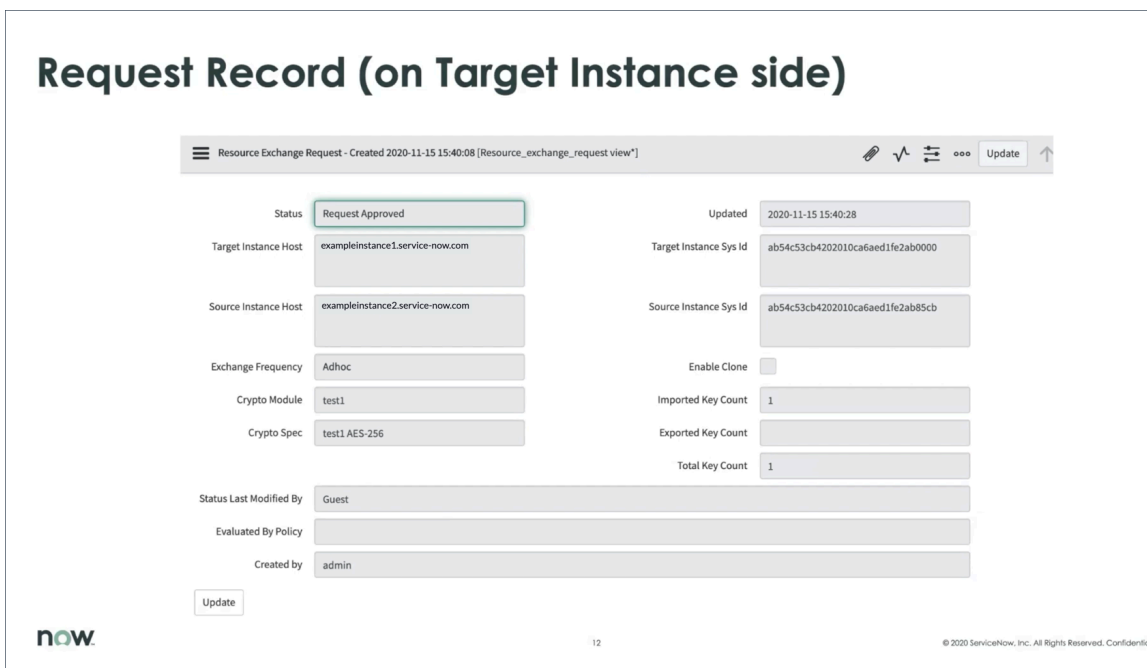 Request Record (on Target Instance side)
Resource Exchange Request - Created 2020-11-15 15:40:08 [Resource_exchange_request view*]
Update
Status
Request Approved
Updated
2020-11-15 15:40:28
Target Instance Host
exampleinstance1.service-now.com
Target Instance Sys Id
ab54c53cb4202010ca6aed1fe2ab0000
Source Instance Host
exampleinstance2.service-now.com
Source Instance Sys Id
ab54c53cb4202010ca6aed1fe2ab85cb
Exchange Frequency
Adhoc
Enable Clone
Crypto Module
test1
Imported Key Count
1
Crypto Spec
test1 AES-256
Exported Key Count
Total Key Count
1
Status Last Modified By
Guest
Evaluated By Policy
Created by
admin
Update
now.
12
© 2020 ServiceNow, Inc. All Rights Reserved. Confidentic